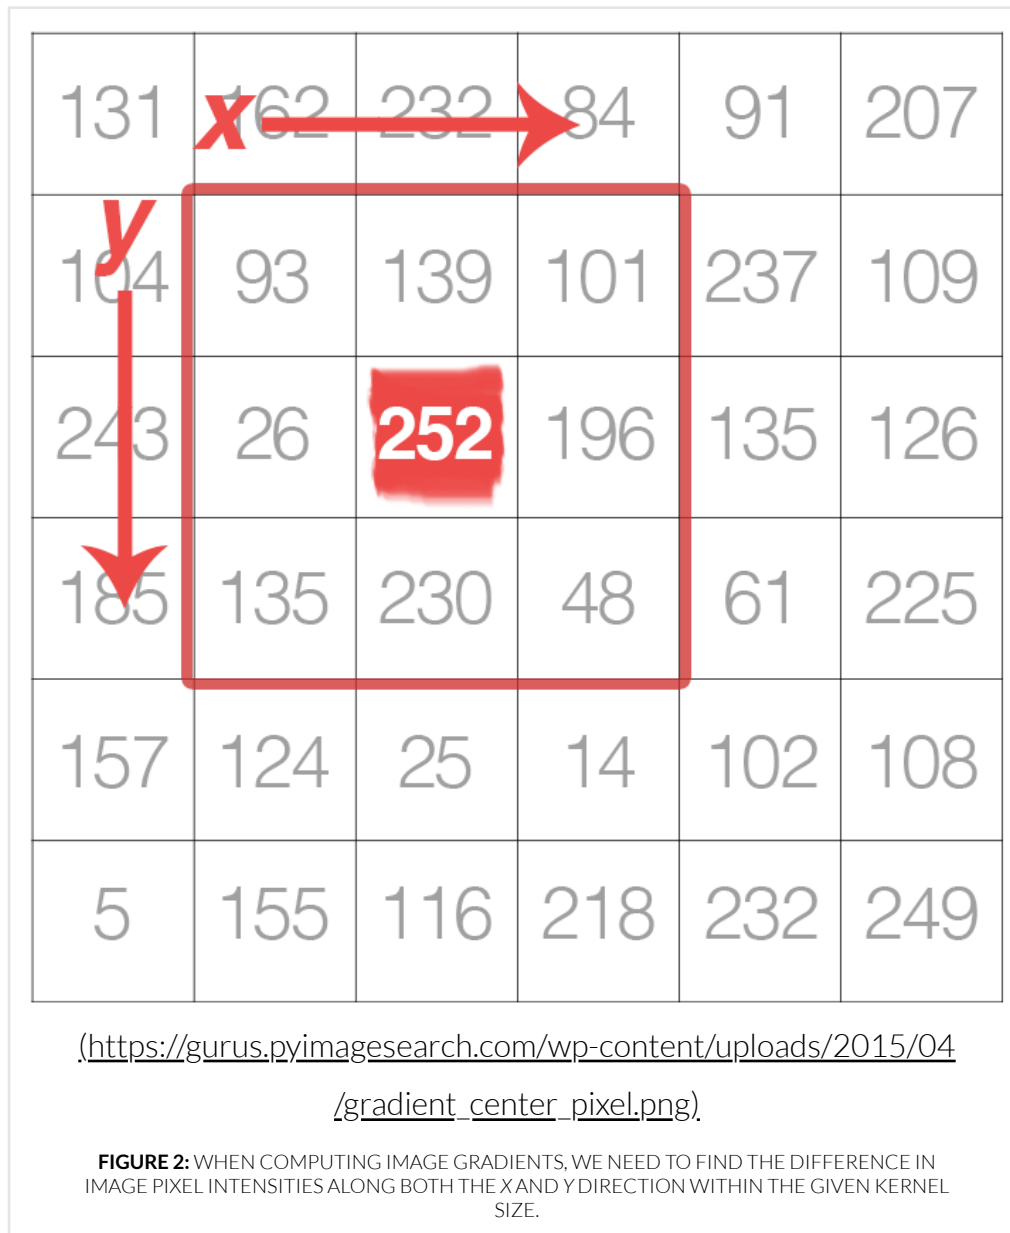 131 x 162 232 84 91 207
y
104 93 139 101 237 109
243 26 252 196 135 126
185 135 230 48 61 225
157 124 25 14 102 108
5 155 116 218 232 249
(https://gurus.pyimagesearch.com/wp-content/uploads/2015/04
/gradient_center_pixel.png)
FIGURE 2: WHEN COMPUTING IMAGE GRADIENTS, WE NEED TO FIND THE DIFFERENCE IN
IMAGE PIXEL INTENSITIES ALONG BOTH THE X AND Y DIRECTION WITHIN THE GIVEN KERNEL
SIZE.